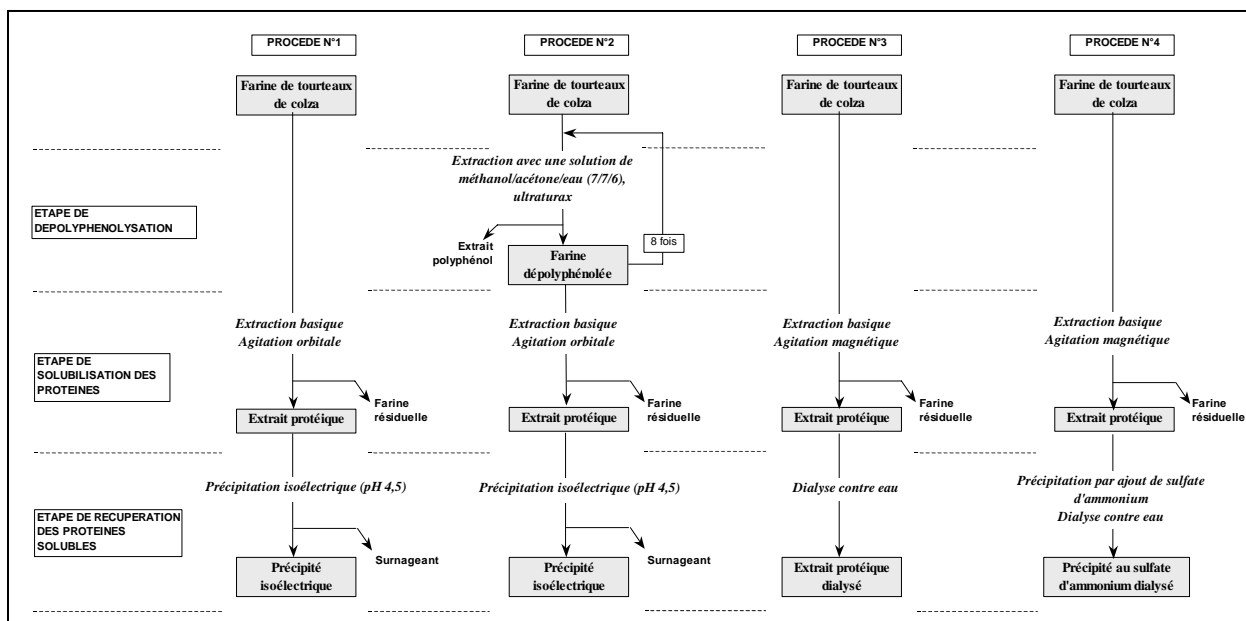 PROCEDE N°1
PROCEDE N°2
PROCEDE N°3
PROCEDE N°4
Farine de tourteaux
de colza
Farine de tourteaux
de colza
Farine de tourteaux
de colza
Farine de tourteaux
de colza
ETAPE DE
DEPOLYPHENOLYSATION
Extraction avec une solution de
méthanol/acétone/eau (7/7/6),
ultraturax
Extrait
polyphénol
8 fois
Farine
dépolyphénolée
ETAPE DE
SOLUBILISATION DES
PROTEINES
Extraction basique
Agitation orbitale
Extraction basique
Agitation orbitale
Extraction basique
Agitation magnétique
Extraction basique
Agitation magnétique
Farine
résiduelle
Farine
résiduelle
Farine
résiduelle
Farine
résiduelle
Extrait protéique
Extrait protéique
Extrait protéique
Extrait protéique
ETAPE DE RECUPERATION
DES PROTEINES
SOLUBLES
Précipitation isoélectrique (pH 4,5)
Précipitation isoélectrique (pH 4,5)
Dialyse contre eau
Précipitation par ajout de sulfate
d'ammonium
Dialyse contre eau
Surnageant
Surnageant
Précipité
isoélectrique
Précipité
isoélectrique
Extrait protéique
dialysé
Précipité au sulfate
d'ammonium dialysé